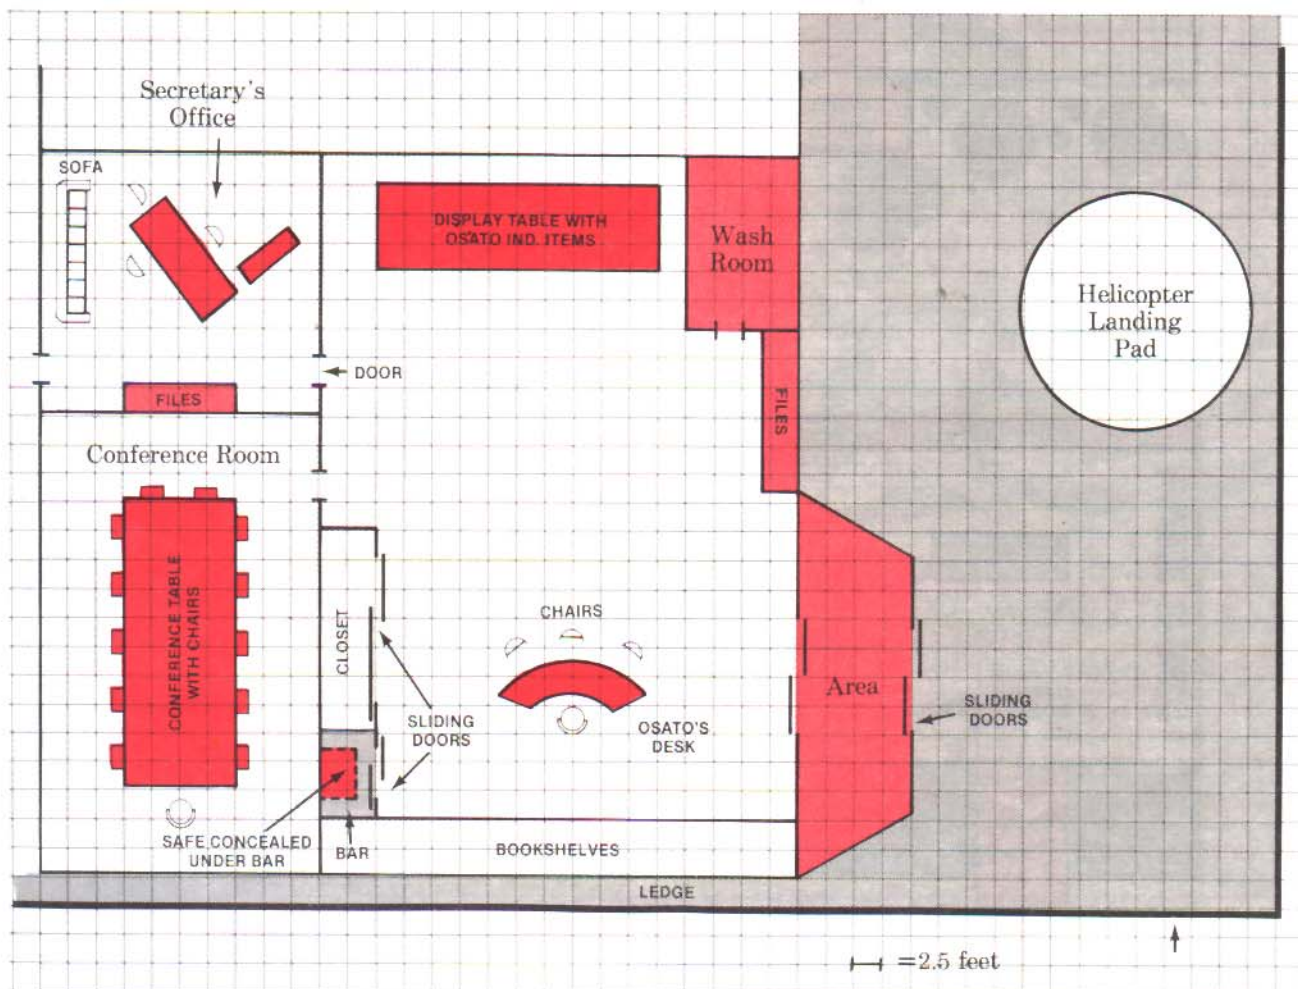 Secretary's
Office
SOFA
DISPLAY TABLE WITH
OSATO IND. ITEMS
Wash
Room
Helicopter
Landing
Pad
DOOR
FILES
FILES
Conference Room
CONFERENCE TABLE
WITH CHAIRS
CLOSET
CHAIRS
SLIDING
DOORS
OSATO'S
DESK
Area
SLIDING
DOORS
SAFE CONCEALED
UNDER BAR
BAR
BOOKSHELVES
LEDGE
=2.5 feet